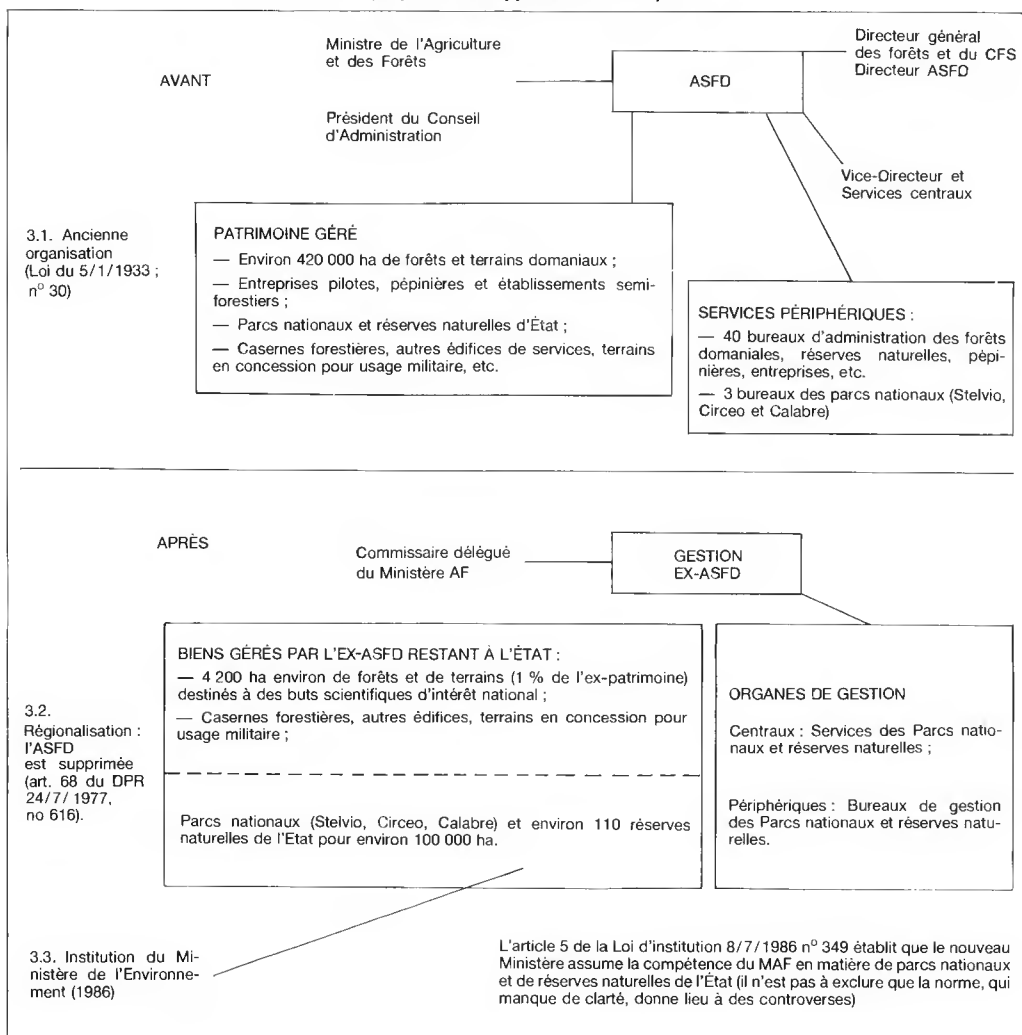 Ministre de l'Agriculture
et des Forêts
Directeur général
des forêts et du CFS
Directeur ASFD
AVANT
ASFD
Président du Conseil
d'Administration
Vice-Directeur et
Services centraux
3.1. Ancienne
organisation
(Loi du 5/1/1933 ;
n° 30)
PATRIMOINE GÉRÉ
— Environ 420 000 ha de forêts et terrains domaniaux ;
— Entreprises pilotes, pépinières et établissements semi-
forestiers ;
— Parcs nationaux et réserves naturelles d'État ;
— Casernes forestières, autres édifices de services, terrains
en concession pour usage militaire, etc.
SERVICES PÉRIPHÉRIQUES :
— 40 bureaux d'administration des forêts
domaniales, réserves naturelles, pépi-
nières, entreprises, etc.
— 3 bureaux des parcs nationaux (Stelvio,
Circeo et Calabre)
APRÈS
Commissaire délégué
du Ministère AF
GESTION
EX-ASFD
3.2.
Régionalisation :
l'ASFD
est supprimée
(art. 68 du DPR
24/7/ 1977,
no 616).
BIENS GÉRÉS PAR L'EX-ASFD RESTANT À L'ÉTAT :
— 4 200 ha environ de forêts et de terrains (1 % de l'ex-patrimoine)
destinés à des buts scientifiques d'intérêt national ;
— Casernes forestières, autres édifices, terrains en concession pour
usage militaire ;
Parcs nationaux (Stelvio, Circeo, Calabre) et environ 110 réserves
naturelles de l'Etat pour environ 100 000 ha.
ORGANES DE GESTION
Centraux : Services des Parcs natio-
naux et réserves naturelles ;
Périphériques : Bureaux de gestion
des Parcs nationaux et réserves natu-
relles.
3.3. Institution du Mi-
nistère de l'Environne-
ment (1986)
L'article 5 de la Loi d'institution 8/7/1986 n° 349 établit que le nouveau
Ministère assume la compétence du MAF en matière de parcs nationaux
et de réserves naturelles de l'État (il n'est pas à exclure que la norme, qui
manque de clarté, donne lieu à des controverses)